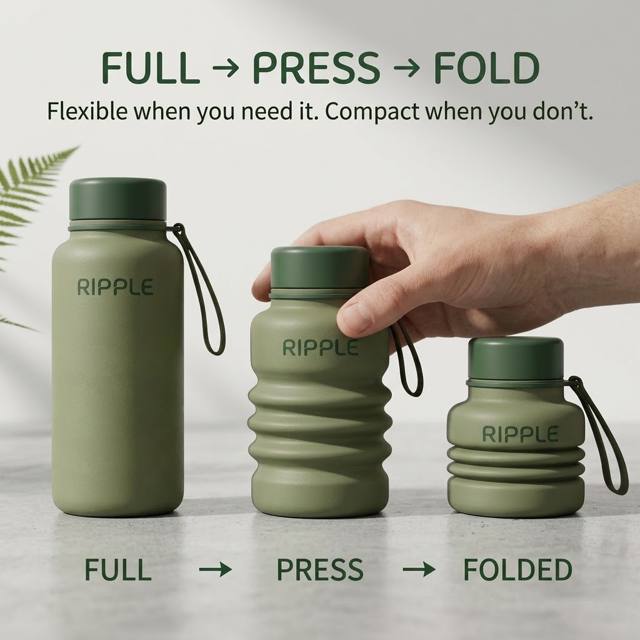 FULL → PRESS → FOLD
Flexible when you need it. Compact when you don't.
RIPPLE
RIPPLE
RIPPLE
FULL → PRESS → FOLDED